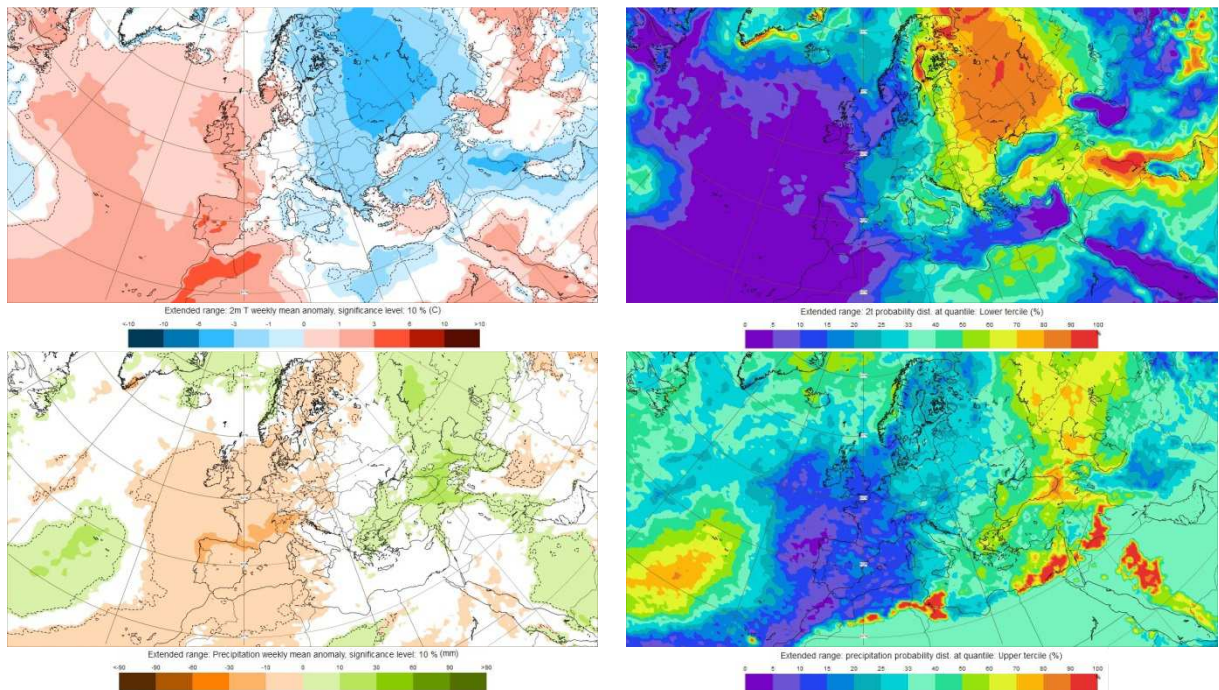 Extended range: 2m T weekly mean anomaly, significance level: 10 % (C)
<-10 -10 -6 -3 -1 0 1 3 6 10 >10
Extended range: 2t probability dist. at quantile: Lower tercile (%)
%
0 5 10 15 20 25 30 35 50 60 70 80 90 100
Extended range: Precipitation weekly mean anomaly, significance level: 10 % (mm)
<-90 -90 -60 -30 -10 0 10 30 60 90 >90
Extended range: precipitation probability dist. at quantile: Upper tercile (%)
%
0 5 10 15 20 25 30 35 50 60 70 80 90 100